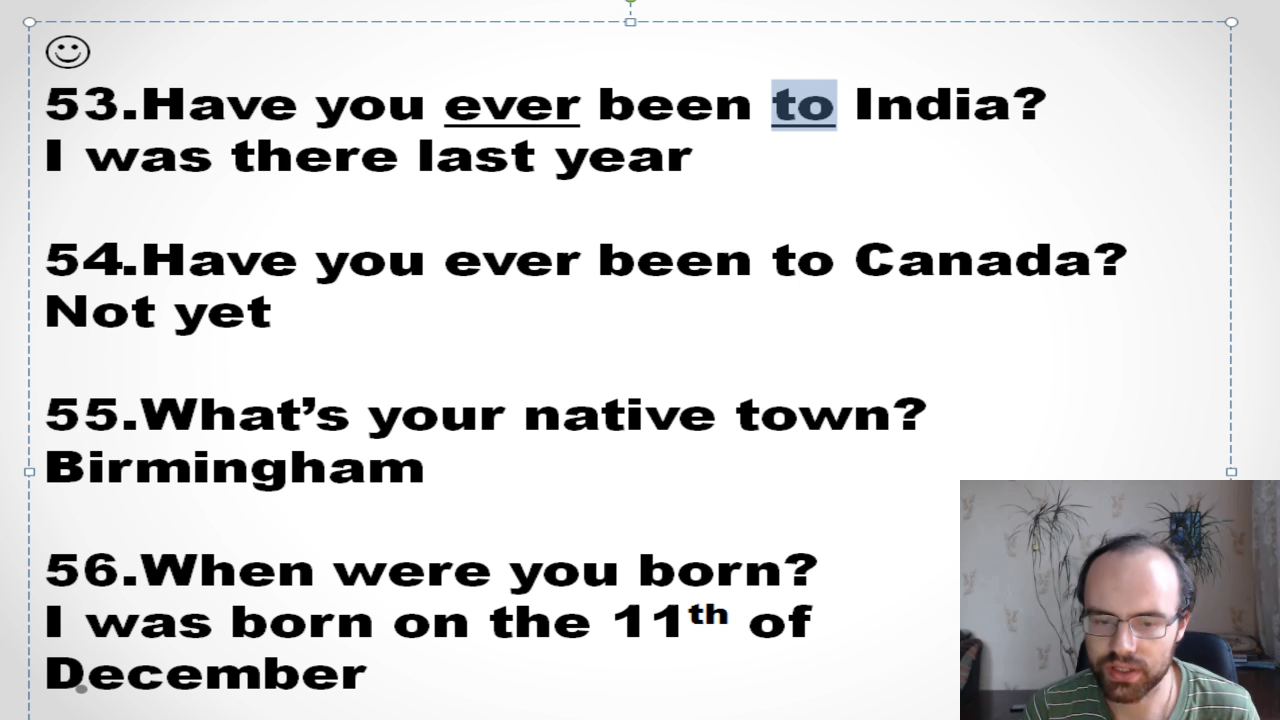 53.Have you ever been to India?
I was there last year
54.Have you ever been to Canada?
Not yet
55.What’s your native town?
Birmingham
56.When were you born?
I was born on the 11th of
December